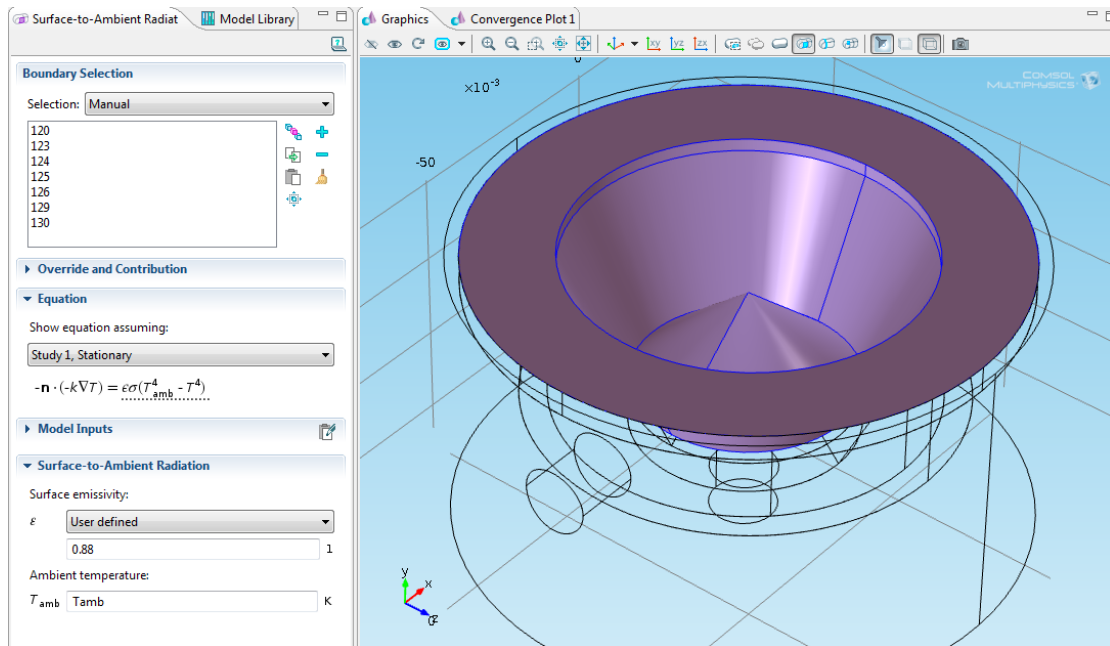 Surface-to-Ambient Radiat
Model Library
Boundary Selection
Selection: Manual
120
123
124
125
126
129
130
Override and Contribution
Equation
Show equation assuming:
Study 1, Stationary
-n · (-k∇T) = εσ(T⁴amb - T⁴)
Model Inputs
Surface-to-Ambient Radiation
Surface emissivity:
ε User defined
0.88 1
Ambient temperature:
Tamb Tamb K
Graphics
Convergence Plot 1
xy yz zx
0
×10⁻³
-50
COMSOL
MULTIPHYSICS
y
x
z